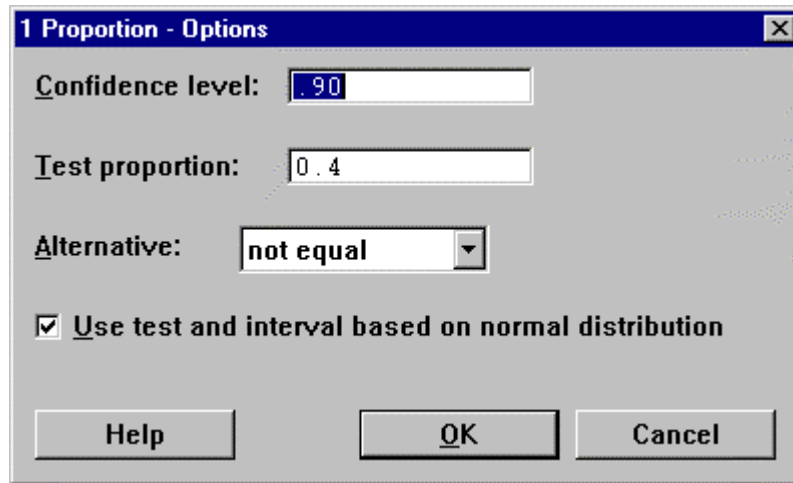 1 Proportion - Options
Confidence level: .90
Test proportion: 0.4
Alternative: not equal
Use test and interval based on normal distribution
Help OK Cancel